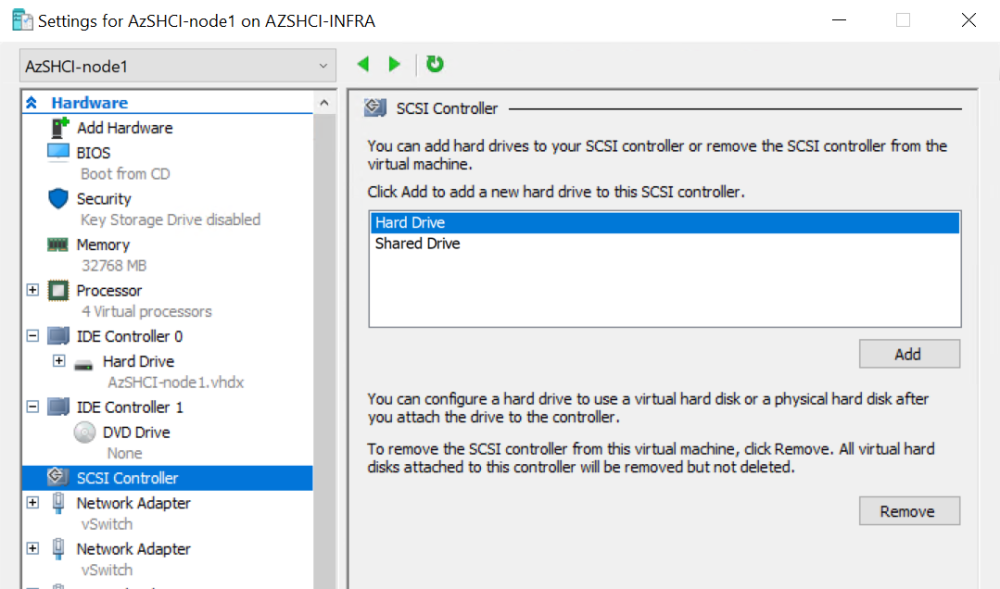 Settings for AzSHCI-node1 on AZSHCI-INFRA
AzSHCI-node1
Hardware
Add Hardware
BIOS
Boot from CD
Security
Key Storage Drive disabled
Memory
32768 MB
Processor
4 Virtual processors
IDE Controller 0
Hard Drive
AzSHCI-node1.vhdx
IDE Controller 1
DVD Drive
None
SCSI Controller
Network Adapter
vSwitch
Network Adapter
vSwitch
SCSI Controller
You can add hard drives to your SCSI controller or remove the SCSI controller from the
virtual machine.
Click Add to add a new hard drive to this SCSI controller.
Hard Drive
Shared Drive
Add
You can configure a hard drive to use a virtual hard disk or a physical hard disk after
you attach the drive to the controller.
To remove the SCSI controller from this virtual machine, click Remove. All virtual hard
disks attached to this controller will be removed but not deleted.
Remove